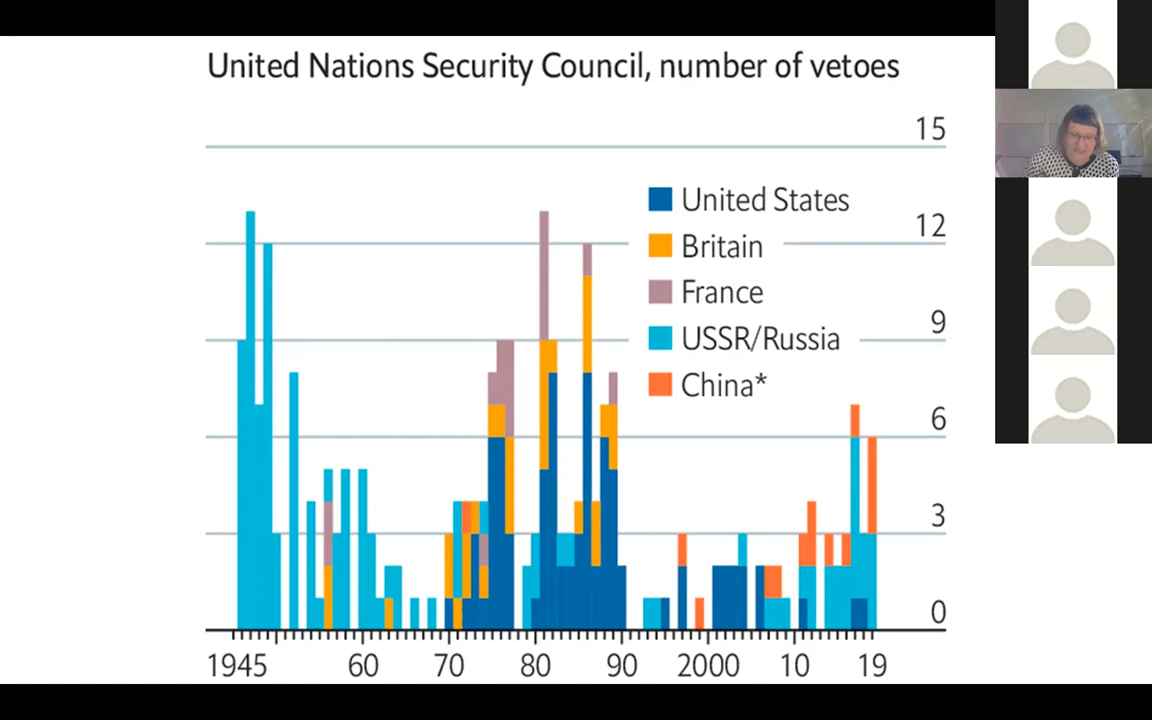 United Nations Security Council, number of vetoes
15
United States
12
Britain
France
9
USSR/Russia
China*
6
3
0
1945 60 70 80 90 2000 10 19